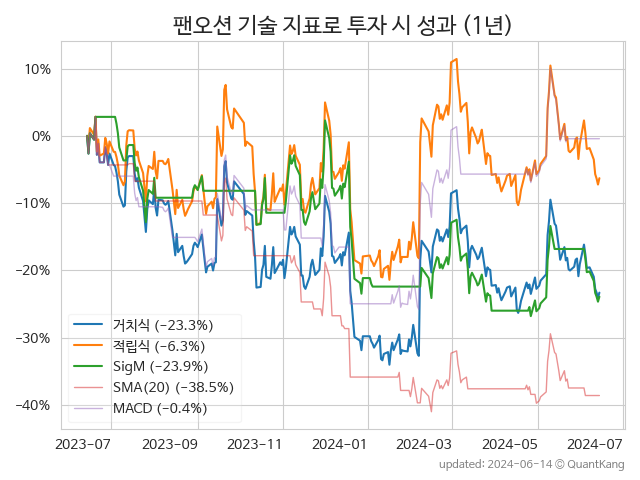 팬오션 기술 지표로 투자 시 성과 (1년)
10%
0%
−10%
−20%
−30%
−40%
거치식 (−23.3%)
적립식 (−6.3%)
SigM (−23.9%)
SMA(20) (−38.5%)
MACD (−0.4%)
2023-07
2023-09
2023-11
2024-01
2024-03
2024-05
2024-07
updated: 2024-06-14 © QuantKang